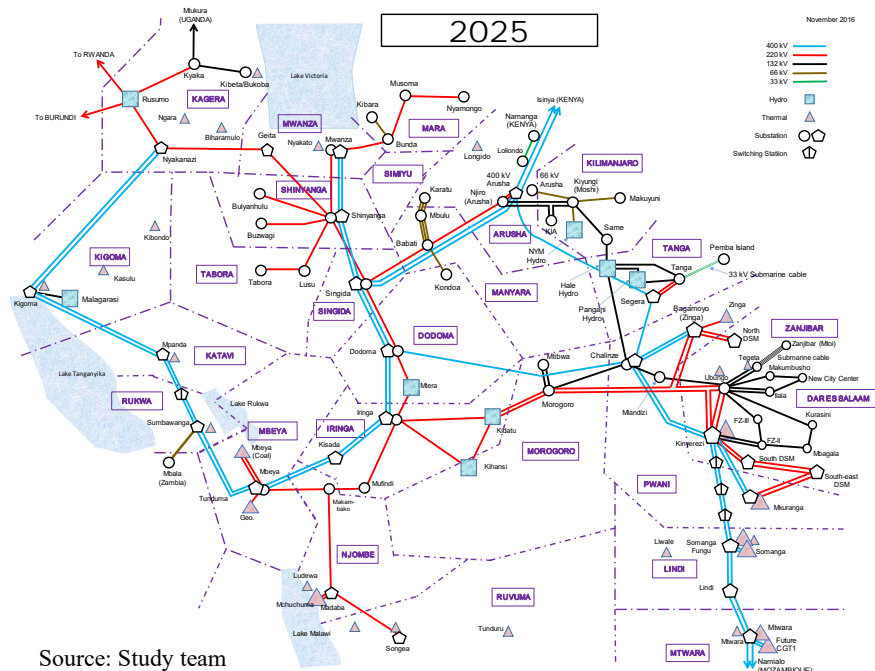 2025
November 2016
400 kV
220 kV
132 kV
66 kV
33 kV
Hydro
Thermal
Substation
Switching Statiion
Mtukura
(UGANDA)
To RWANDA
Kyaka
Kibeta/Bukoba
Lake Victoria
Rusumo
KAGERA
Ngara
To BURUNDI
Biharamulo
Nyakanazi
Geita
MWANZA
Nyakato
Mwanza
Kibara
Musoma
Nyamongo
Bunda
MARA
SIMIYU
SHINYANGA
Shinyanga
Bulyanhulu
Buzwagi
Tabora
Lusu
TABORA
Isinya (KENYA)
Namanga
(KENYA)
Loliondo
Longido
KILIMANJARO
400 kV
Arusha
66 kV
Arusha
Kiyungi
(Moshi)
Makuyuni
Njiro
(Arusha)
ARUSHA
KIA
Same
NYM
Hydro
Karatu
Mbulu
Babati
Kondoa
MANYARA
Hale
Hydro
TANGA
Tanga
Pemba Island
33 kV Submarine cable
Pangani
Hydro
Segera
KIGOMA
Kibondo
Kasulu
Kigoma
Malagarasi
Singida
SINGIDA
DODOMA
Dodoma
Mpanda
KATAVI
Lake Tanganyika
RUKWA
Lake Rukwa
Sumbawanga
Mbala
(Zambia)
MBEYA
Mbeya
(Coal)
Mbeya
Tunduma
Geo.
IRINGA
Iringa
Kisada
Mtera
Mtibwa
Chalinze
Morogoro
Kidatu
Kihansi
MOROGORO
Mufindi
Makam-
bako
Bagamoyo
(Zinga)
Zinga
North
DSM
ZANJIBAR
Zanjibar (Mtoi)
Submarine cable
Tegeta
Ubungo
Makumbusho
New City Center
Ilala
DAR ES SALAAM
Mlandizi
Kurasini
FZ-III
FZ-II
Mbagala
Kinyerezi
South DSM
South-east
DSM
PWANI
Mkuranga
NJOMBE
Ludewa
Mchuchuma
Madaba
Lake Malawi
Songea
RUVUMA
Tunduru
Liwale
Somanga
Fungu
Somanga
LINDI
Lindi
MTWARA
Mtwara
Mtwara
Future
CGT1
Namialo
(MOZAMBIQUE)
Source: Study team